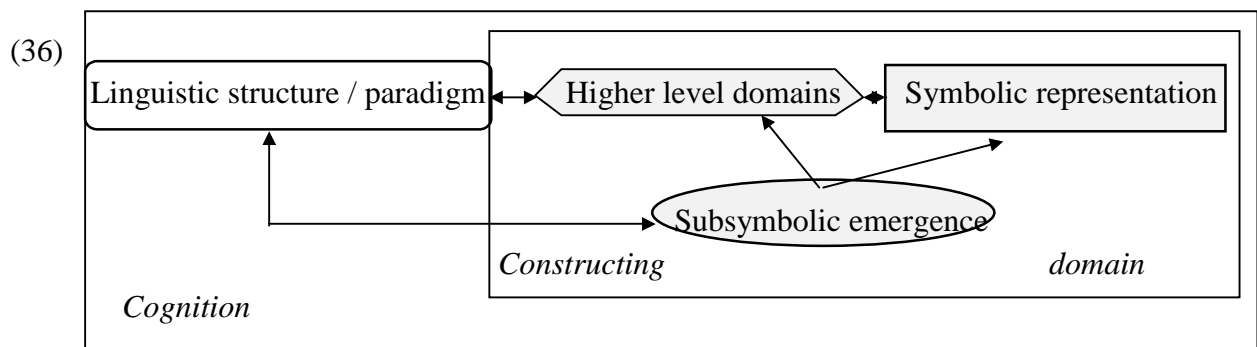 (36)
Linguistic structure / paradigm
Higher level domains
Symbolic representation
Subsymbolic emergence
Constructing domain
Cognition